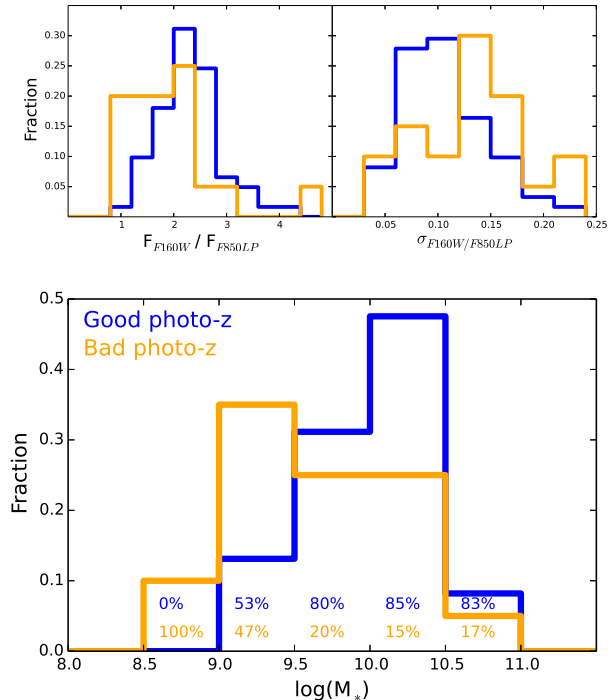 0.30
0.25
0.20
0.15
0.10
0.05
Fraction
1 2 3 4
F_F160W / F_F850LP
0.05 0.10 0.15 0.20 0.25
σ_F160W/F850LP
0.5
0.4
0.3
0.2
0.1
0.0
Fraction
Good photo-z
Bad photo-z
0% 53% 80% 85% 83%
100% 47% 20% 15% 17%
8.0 8.5 9.0 9.5 10.0 10.5 11.0
log(M_*)